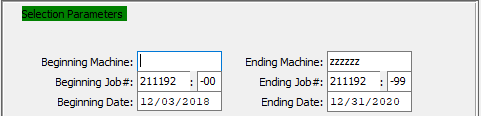 Selection Parameters
Beginning Machine: Ending Machine: zzzzzz
Beginning Job#: 211192 : -00 Ending Job#: 211192 : -99
Beginning Date: 12/03/2018 Ending Date: 12/31/2020